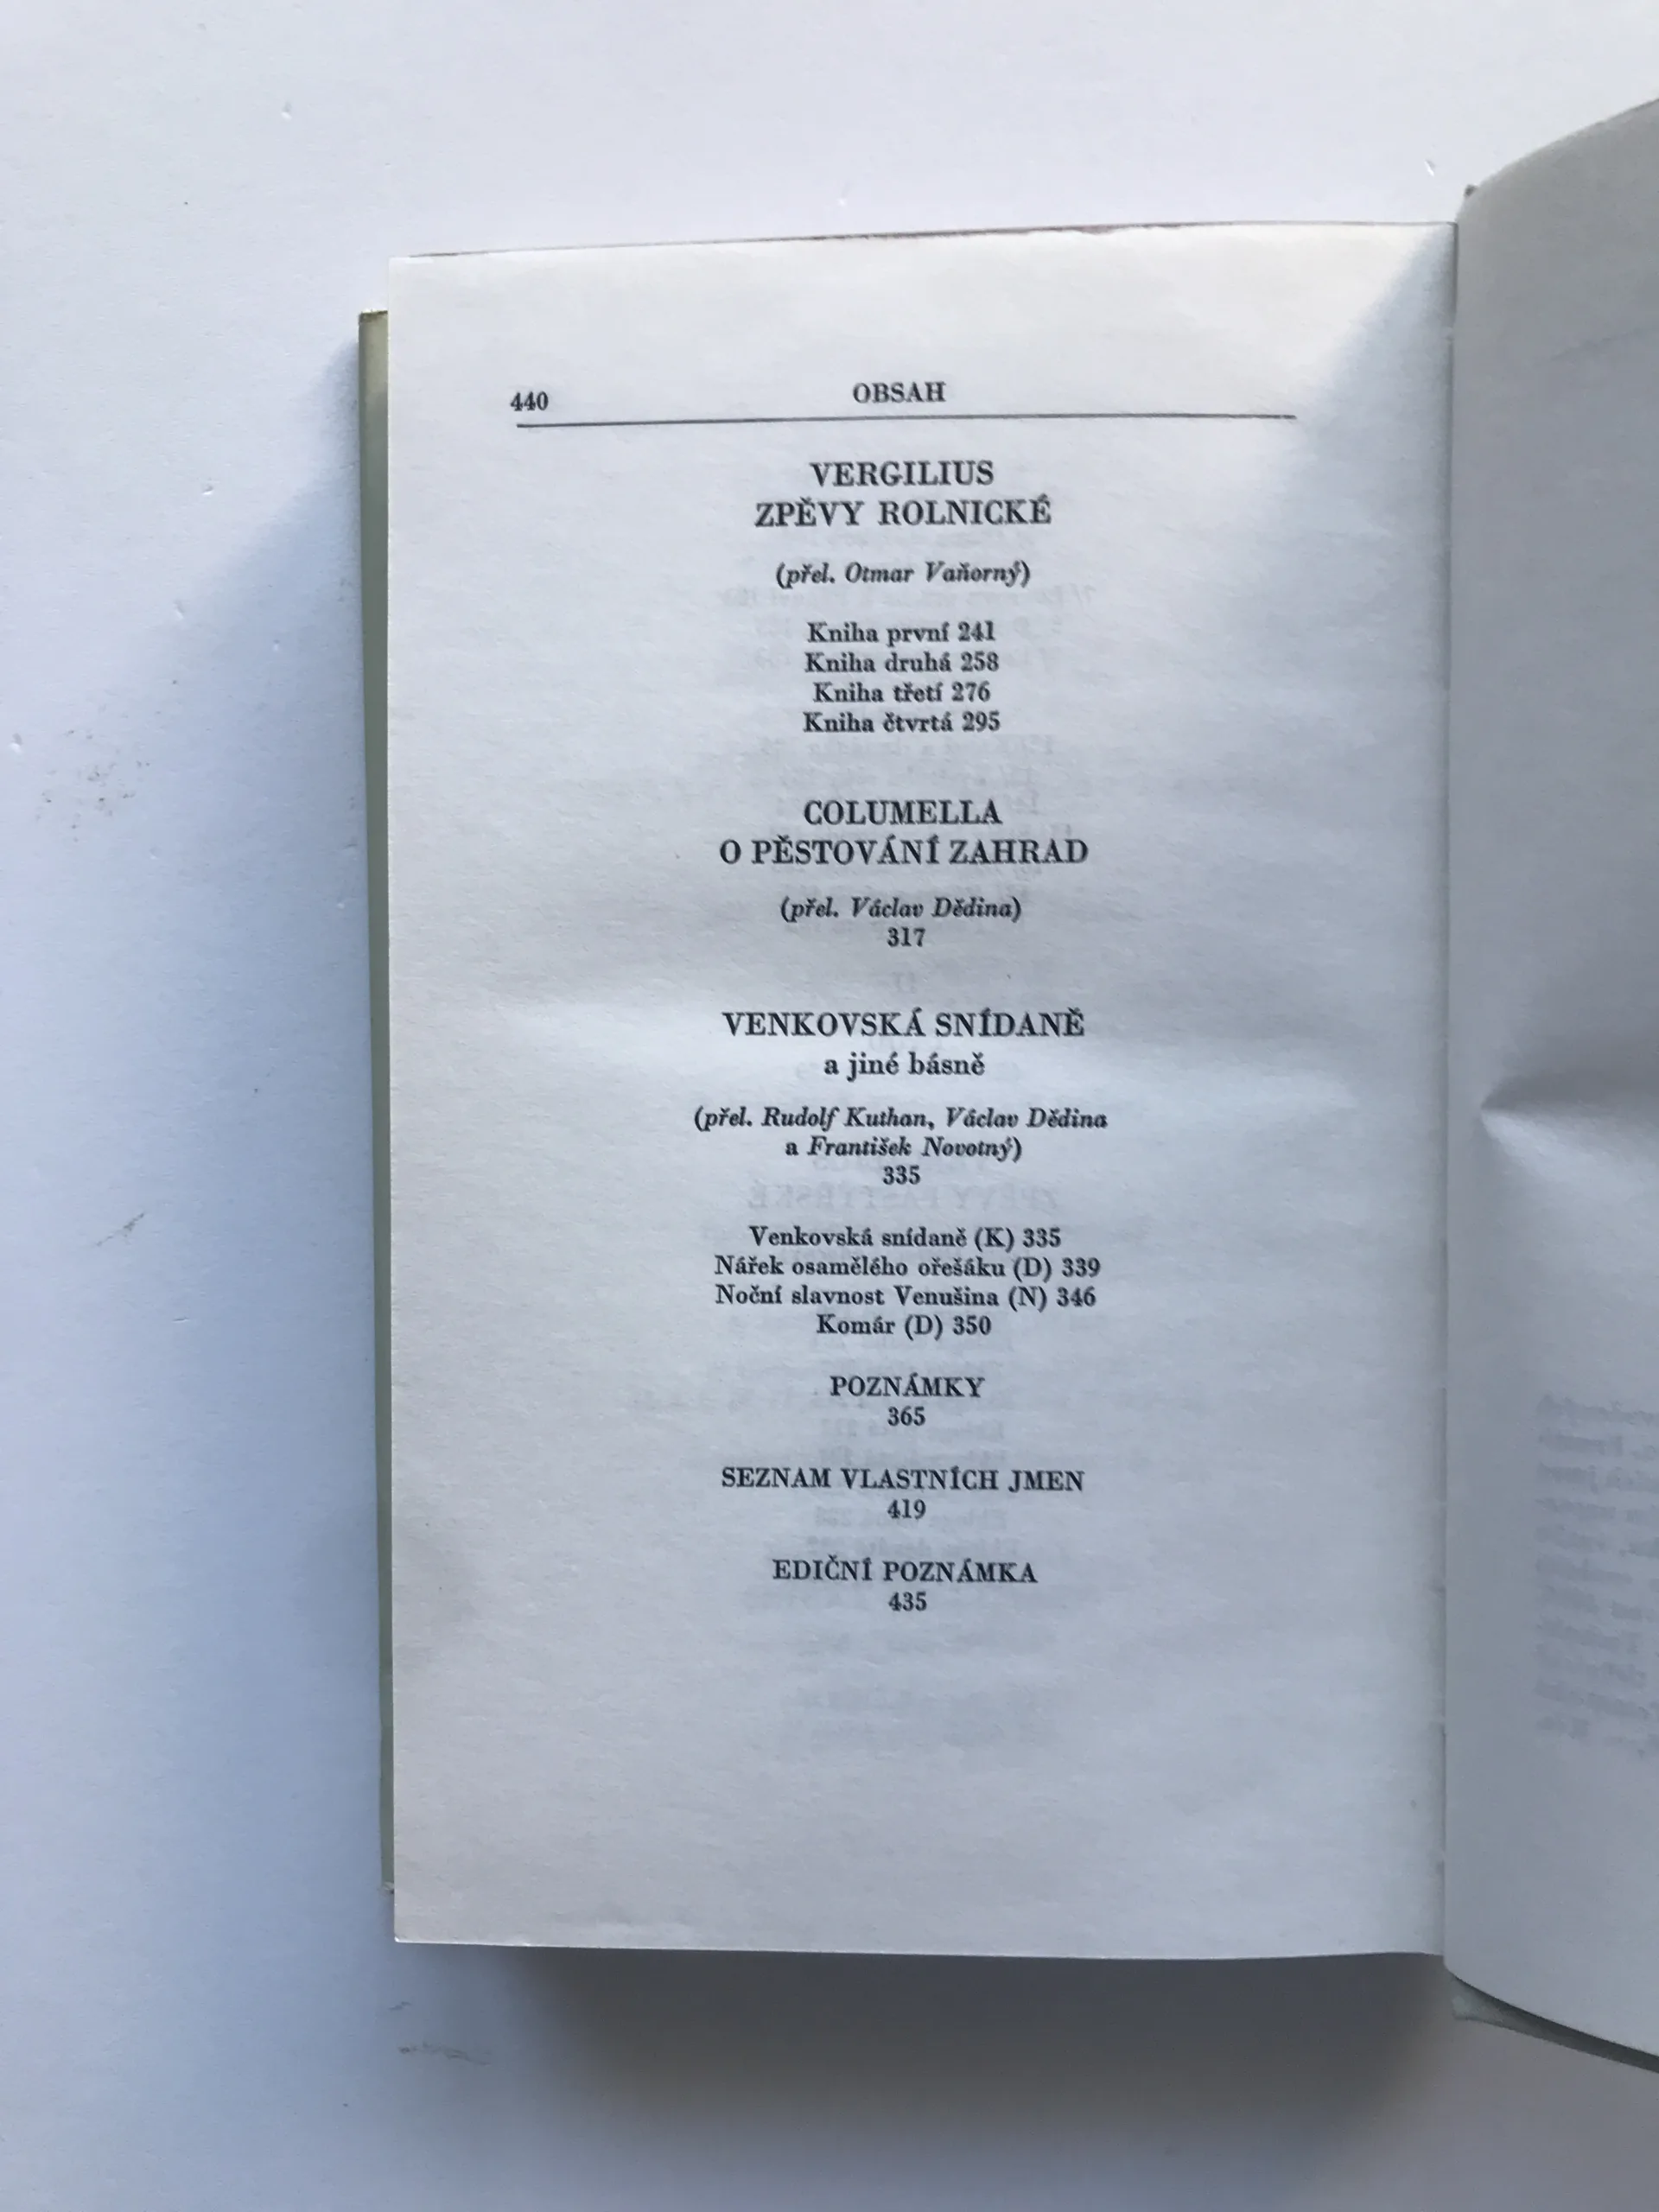 440
OBSAH
VERGILIUS
ZPĚVY ROLNICKÉ
(přel. Otmar Vaňorný)
Kniha první 241
Kniha druhá 258
Kniha třetí 276
Kniha čtvrtá 295
COLUMELLA
O PĚSTOVÁNÍ ZAHRAD
(přel. Václav Dědina)
317
VENKOVSKÁ SNÍDANĚ
a jiné básně
(přel. Rudolf Kuthan, Václav Dědina
a František Novotný)
335
Venkovská snídaně (K) 335
Nářek osamělého ořešáku (D) 339
Noční slavnost Venušina (N) 346
Komár (D) 350
POZNÁMKY
365
SEZNAM VLASTNÍCH JMEN
419
EDIČNÍ POZNÁMKA
435